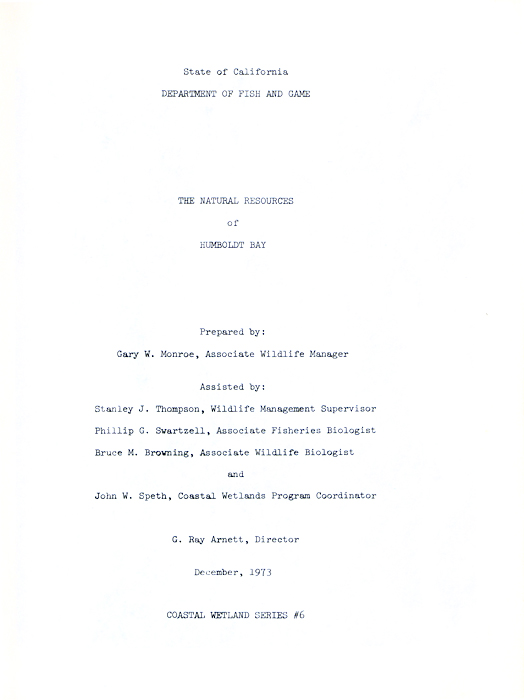 State of California
DEPARTMENT OF FISH AND GAME
THE NATURAL RESOURCES
of
HUMBOLDT BAY
Prepared by:
Gary W. Monroe, Associate Wildlife Manager
Assisted by:
Stanley J. Thompson, Wildlife Management Supervisor
Phillip G. Swartzell, Associate Fisheries Biologist
Bruce M. Browning, Associate Wildlife Biologist
and
John W. Speth, Coastal Wetlands Program Coordinator
G. Ray Arnett, Director
December, 1973
COASTAL WETLAND SERIES #6